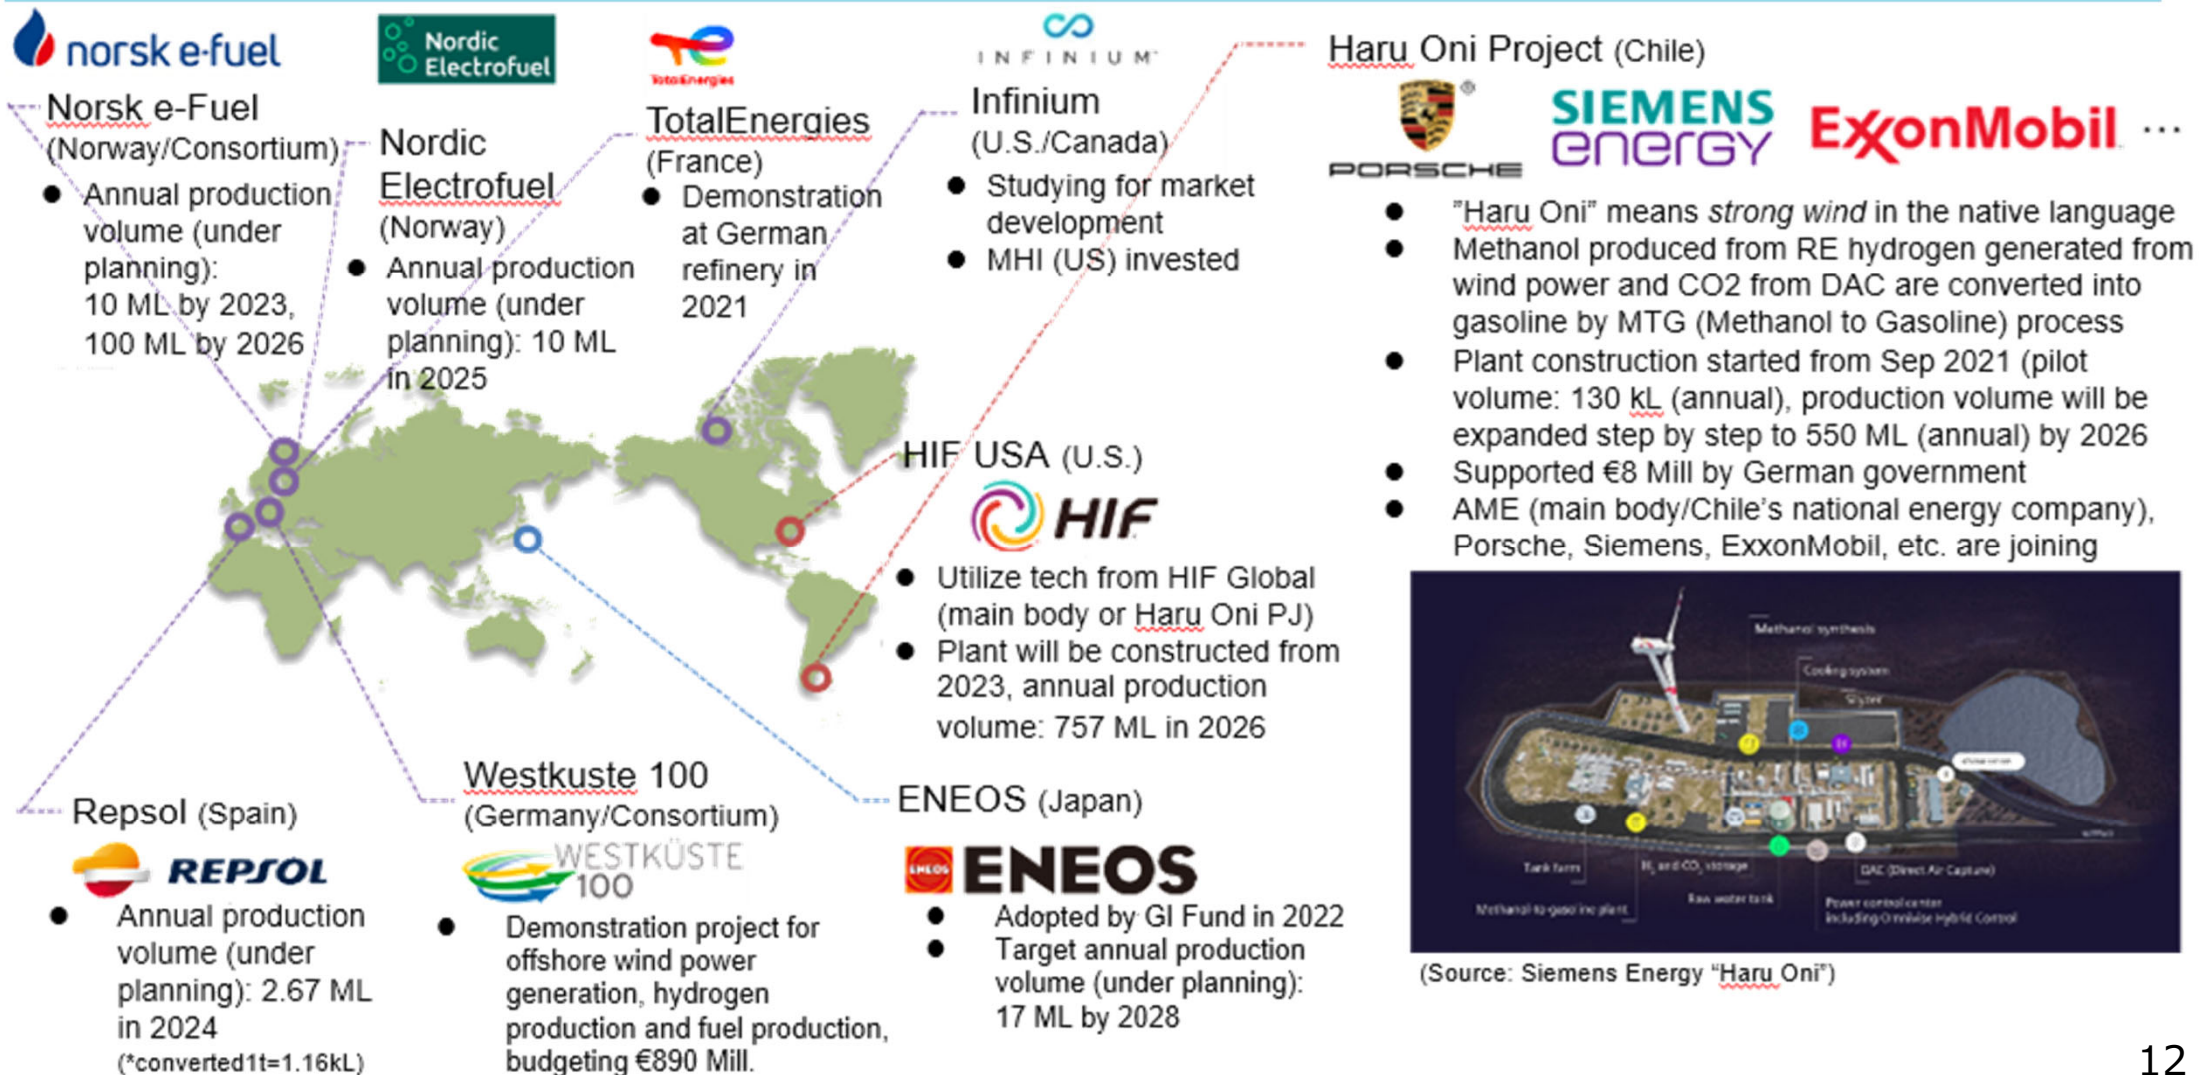 norsk e-fuel
Norsk e-Fuel
(Norway/Consortium)
● Annual production
volume (under
planning):
10 ML by 2023,
100 ML by 2026
Nordic
Electrofuel
Nordic
Electrofuel
(Norway)
● Annual production
volume (under
planning): 10 ML
in 2025
TotalEnergies
TotalEnergies
(France)
● Demonstration
at German
refinery in
2021
INFINIUM
Infinium
(U.S./Canada)
● Studying for market
development
● MHI (US) invested
Haru Oni Project (Chile)
PORSCHE
SIEMENS
energy
ExxonMobil ...
● ”Haru Oni” means strong wind in the native language
● Methanol produced from RE hydrogen generated from
wind power and CO2 from DAC are converted into
gasoline by MTG (Methanol to Gasoline) process
● Plant construction started from Sep 2021 (pilot
volume: 130 kL (annual), production volume will be
expanded step by step to 550 ML (annual) by 2026
● Supported €8 Mill by German government
● AME (main body/Chile’s national energy company),
Porsche, Siemens, ExxonMobil, etc. are joining
HIF USA (U.S.)
HIF
● Utilize tech from HIF Global
(main body or Haru Oni PJ)
● Plant will be constructed from
2023, annual production
volume: 757 ML in 2026
Methanol synthesis
Cooling system
Tank farm
H2 and CO2 storage
DAC (Direct Air Capture)
Methanol-to-gasoline plant
Raw water tank
Power control center
including Omnivise Hybrid Control
(Source: Siemens Energy “Haru Oni”)
Repsol (Spain)
REPSOL
● Annual production
volume (under
planning): 2.67 ML
in 2024
(*converted1t=1.16kL)
Westkuste 100
(Germany/Consortium)
WESTKÜSTE
100
● Demonstration project for
offshore wind power
generation, hydrogen
production and fuel production,
budgeting €890 Mill.
ENEOS (Japan)
ENEOS
ENEOS
● Adopted by GI Fund in 2022
● Target annual production
volume (under planning):
17 ML by 2028
12